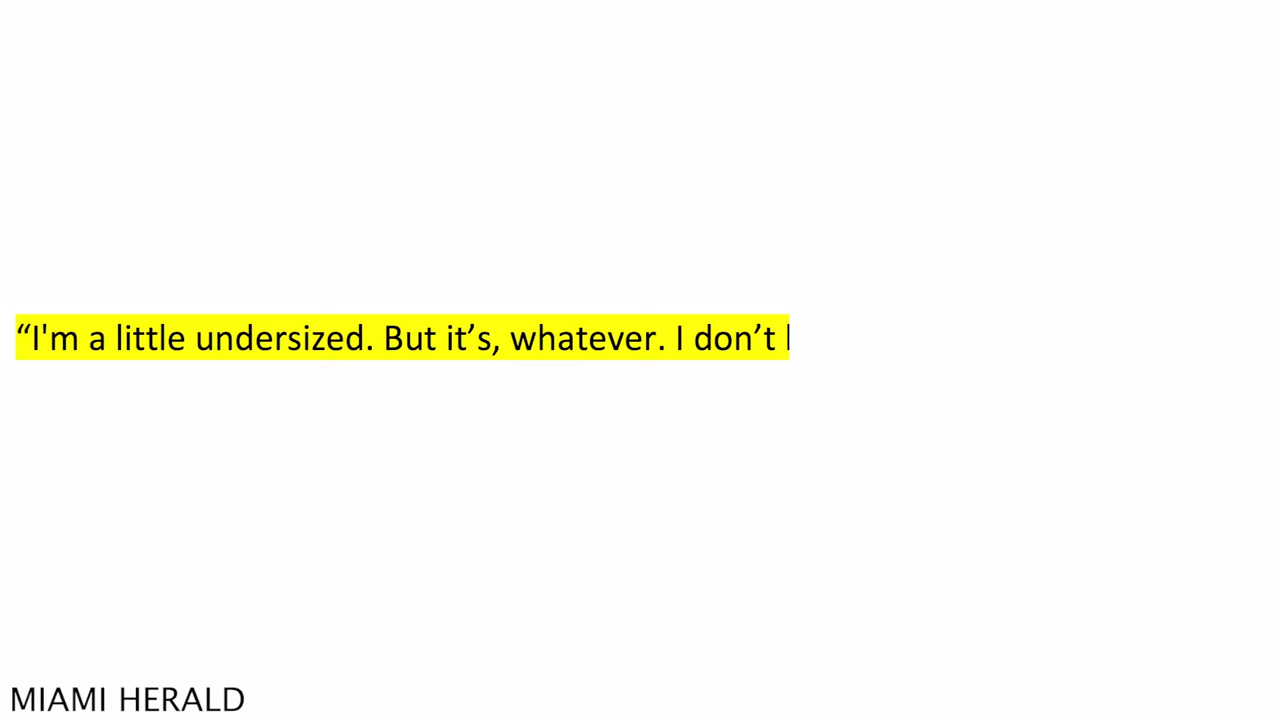 “I'm a little undersized. But it’s, whatever. I don’t
MIAMI HERALD